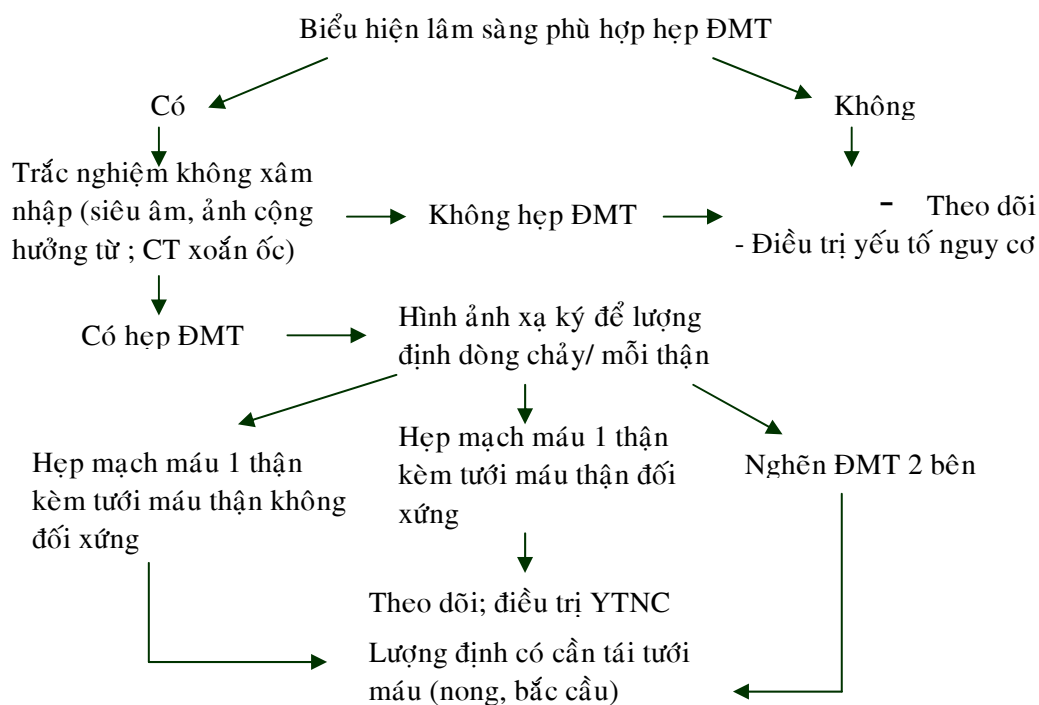 Biểu hiện lâm sàng phù hợp hẹp ĐMT
Có
Không
Trắc nghiệm không xâm
nhập (siêu âm, ảnh cộng
hưởng từ ; CT xoắn ốc)
Không hẹp ĐMT
- Theo dõi
- Điều trị yếu tố nguy cơ
Có hẹp ĐMT
Hình ảnh xạ ký để lượng
định dòng chảy/ mỗi thận
Hẹp mạch máu 1 thận
kèm tưới máu thận không
đối xứng
Hẹp mạch máu 1 thận
kèm tưới máu thận đối
xứng
Nghẽn ĐMT 2 bên
Theo dõi; điều trị YTNC
Lượng định có cần tái tưới
máu (nong, bắc cầu)